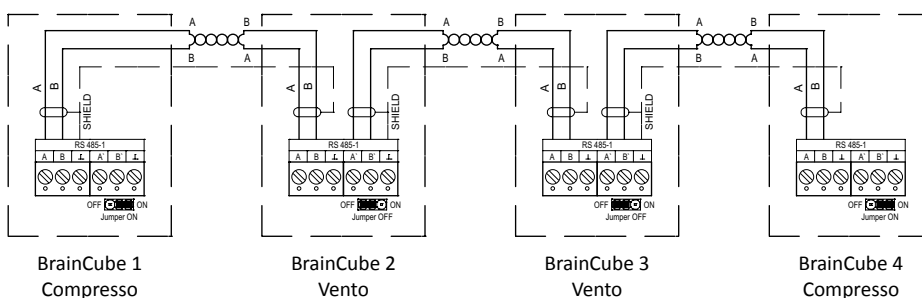 A B A B A B
B A B A B A
A B SHIELD A B SHIELD A B SHIELD A B
RS 485-1 RS 485-1 RS 485-1 RS 485-1
A B A' B' A B A' B' A B A' B' A B A' B'
OFF ON OFF ON OFF ON OFF ON
Jumper ON Jumper OFF Jumper OFF Jumper ON
BrainCube 1 BrainCube 2 BrainCube 3 BrainCube 4
Compresso Vento Vento Compresso